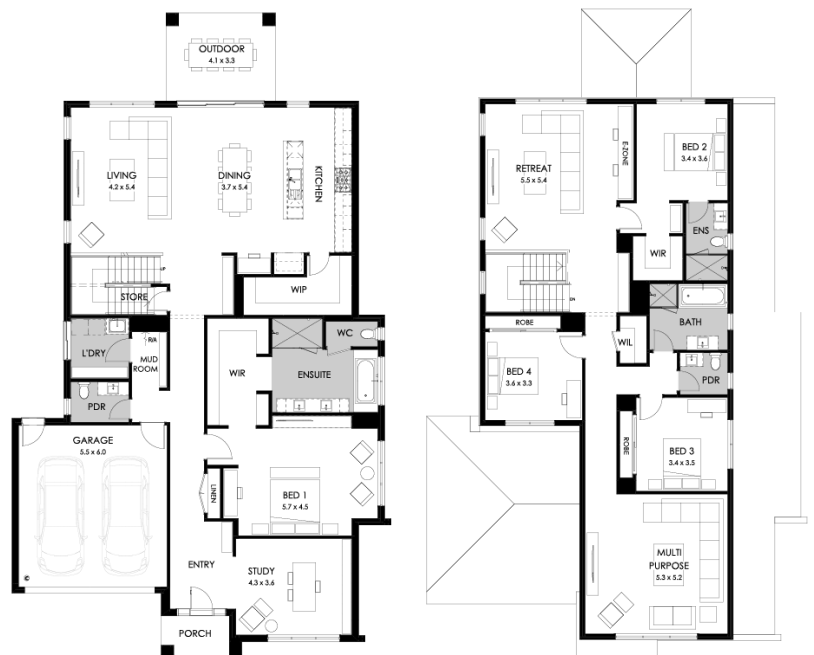 OUTDOOR
4.1 x 3.3
LIVING
4.2 x 5.4
DINING
3.7 x 5.4
KITCHEN
UP
STORE
WIP
L'DRY
R/A
MUD
ROOM
PDR
WIR
WC
ENSUITE
GARAGE
5.5 x 6.0
LINEN
BED 1
5.7 x 4.5
ENTRY
STUDY
4.3 x 3.6
©
PORCH
RETREAT
5.5 x 5.4
E-ZONE
BED 2
3.4 x 3.6
ENS
WIR
ROBE
WIL
BATH
BED 4
3.6 x 3.3
PDR
ROBE
BED 3
3.4 x 3.5
MULTI
PURPOSE
5.3 x 5.2